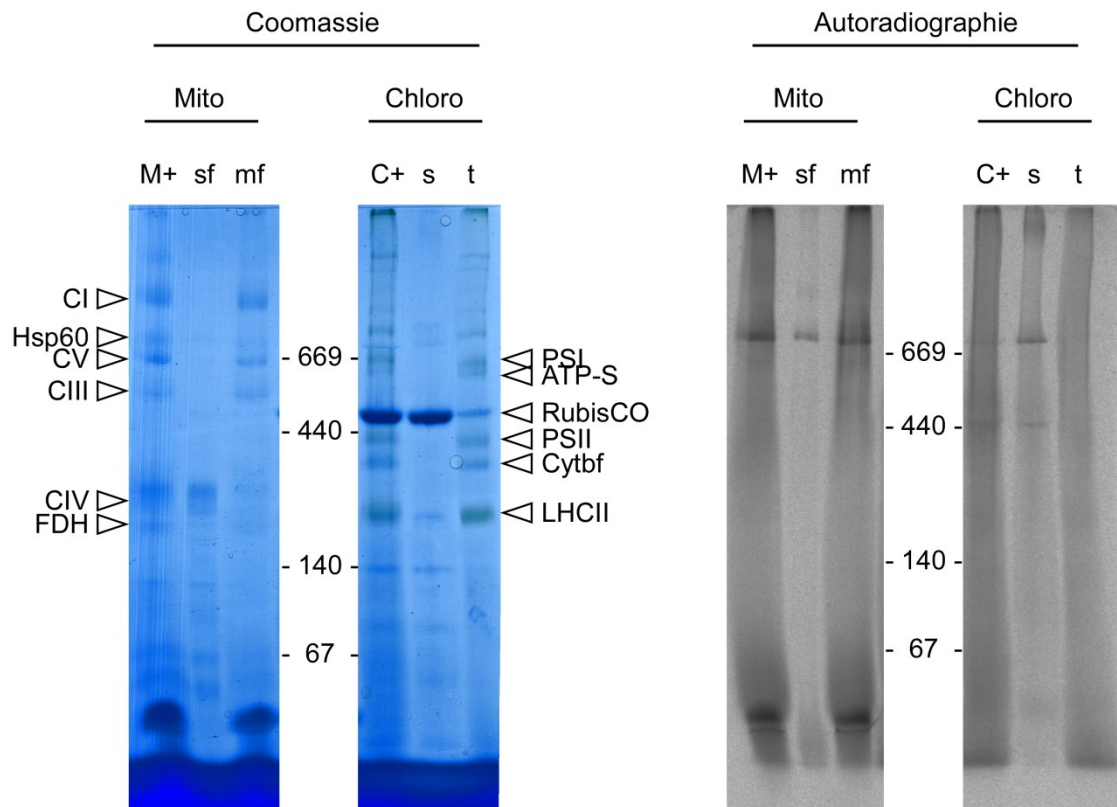 Coomassie
Autoradiographie
Mito
Chloro
Mito
Chloro
M+ sf mf
C+ s t
M+ sf mf
C+ s t
CI
Hsp60
CV
CIII
CIV
FDH
- 669 -
- 440 -
- 140 -
- 67 -
PSI
ATP-S
RubisCO
PSII
Cytbf
LHCII
- 669 -
- 440 -
- 140 -
- 67 -